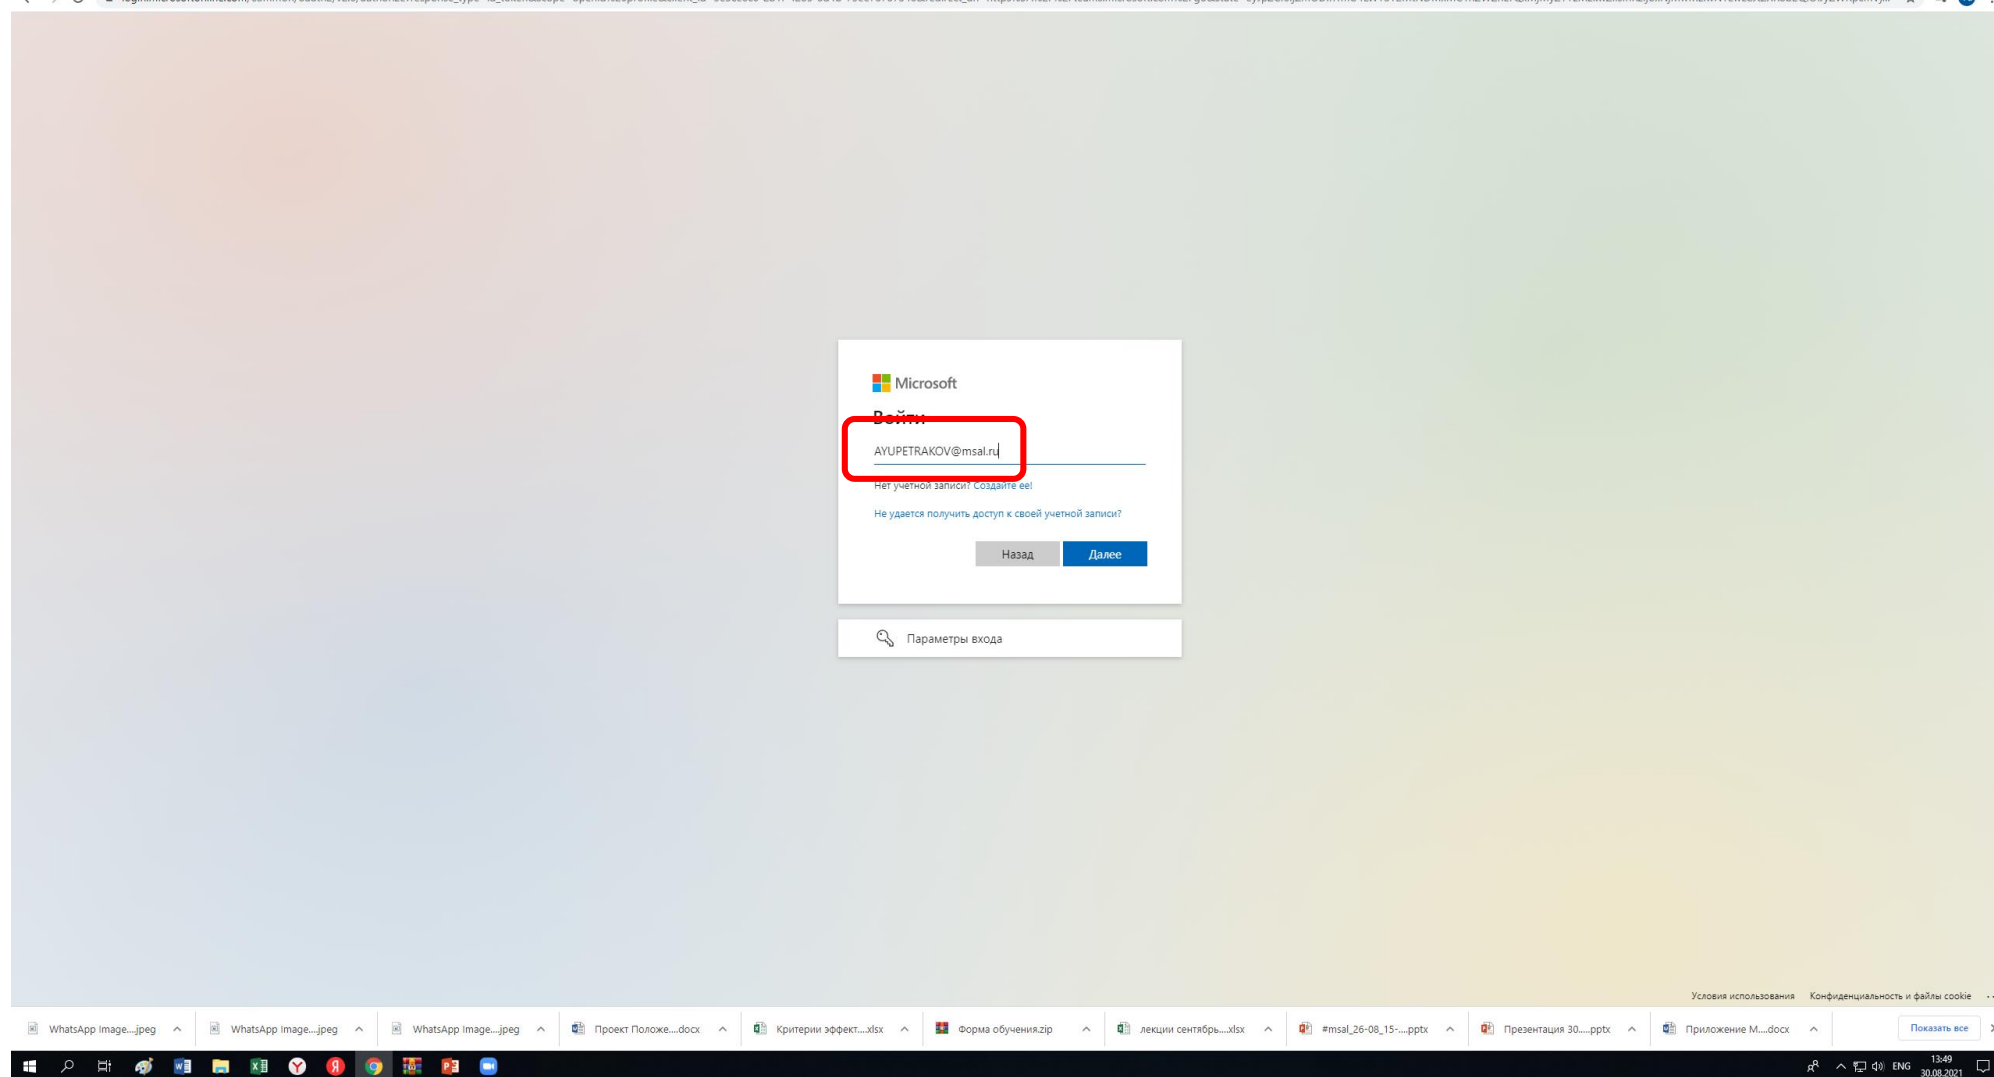 Microsoft
Войти
AYUPETRAKOV@msal.ru
Нет учетной записи? Создайте ее!
Не удается получить доступ к своей учетной записи?
Назад Далее
Параметры входа
Условия использования Конфиденциальность и файлы cookie
WhatsApp Image....jpeg WhatsApp Image....jpeg WhatsApp Image....jpeg Проект Положе....docx Критерии эффект....xlsx Форма обучения.zip лекции сентябрь....xlsx #msal_26-08_15-....pptx Презентация 30.....pptx Приложение М....docx Показать все
ENG 13:49
30.08.2021